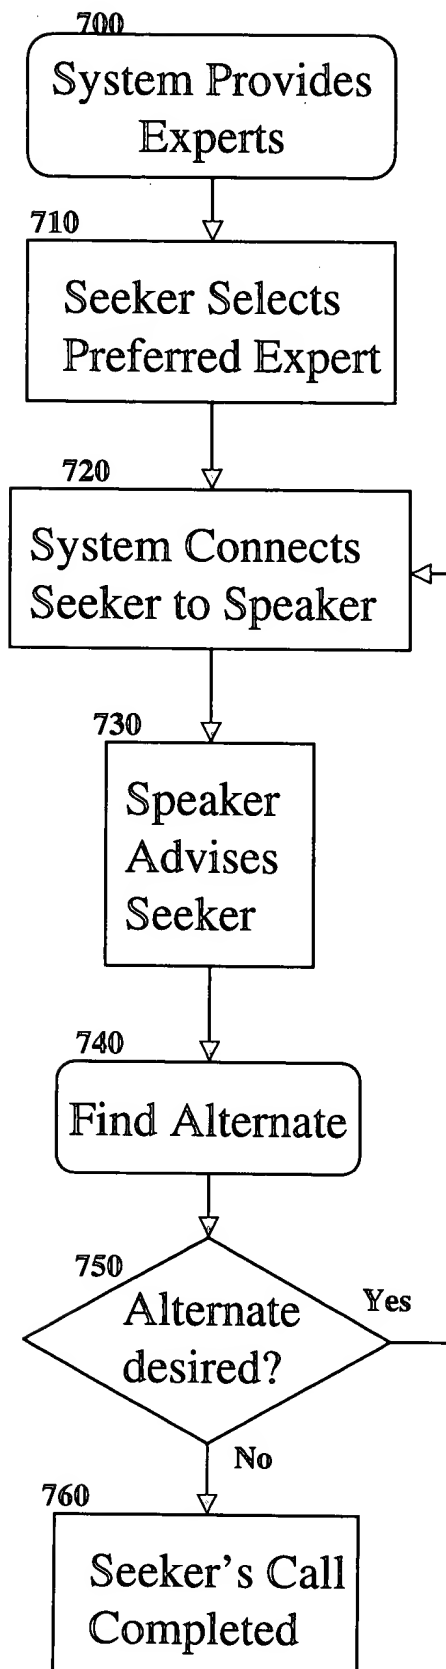 700
System Provides
Experts
710
Seeker Selects
Preferred Expert
720
System Connects
Seeker to Speaker
730
Speaker
Advises
Seeker
740
Find Alternate
750
Alternate
desired?
Yes
No
760
Seeker's Call
Completed